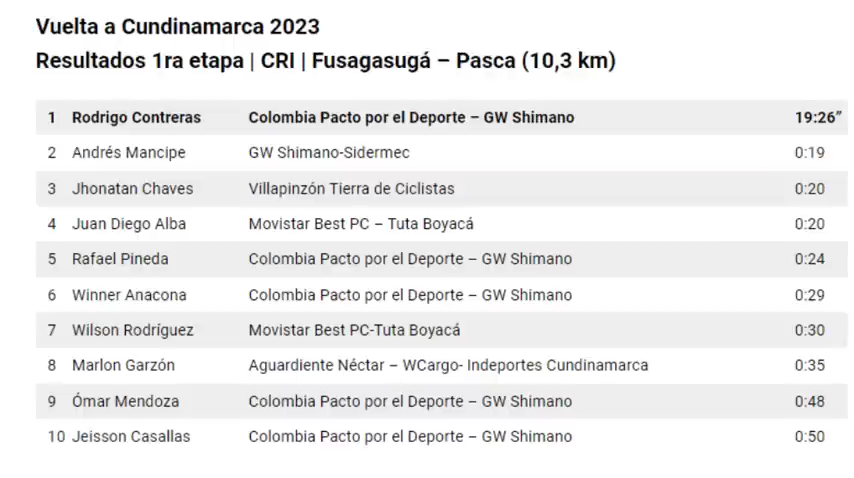 Vuelta a Cundinamarca 2023
Resultados 1ra etapa | CRI | Fusagasugá – Pasca (10,3 km)
1 Rodrigo Contreras Colombia Pacto por el Deporte – GW Shimano 19:26”
2 Andrés Mancipe GW Shimano-Sidermec 0:19
3 Jhonatan Chaves Villapinzón Tierra de Ciclistas 0:20
4 Juan Diego Alba Movistar Best PC – Tuta Boyacá 0:20
5 Rafael Pineda Colombia Pacto por el Deporte – GW Shimano 0:24
6 Winner Anacona Colombia Pacto por el Deporte – GW Shimano 0:29
7 Wilson Rodríguez Movistar Best PC-Tuta Boyacá 0:30
8 Marlon Garzón Aguardiente Néctar – WCargo- Indeportes Cundinamarca 0:35
9 Ómar Mendoza Colombia Pacto por el Deporte – GW Shimano 0:48
10 Jeisson Casallas Colombia Pacto por el Deporte – GW Shimano 0:50